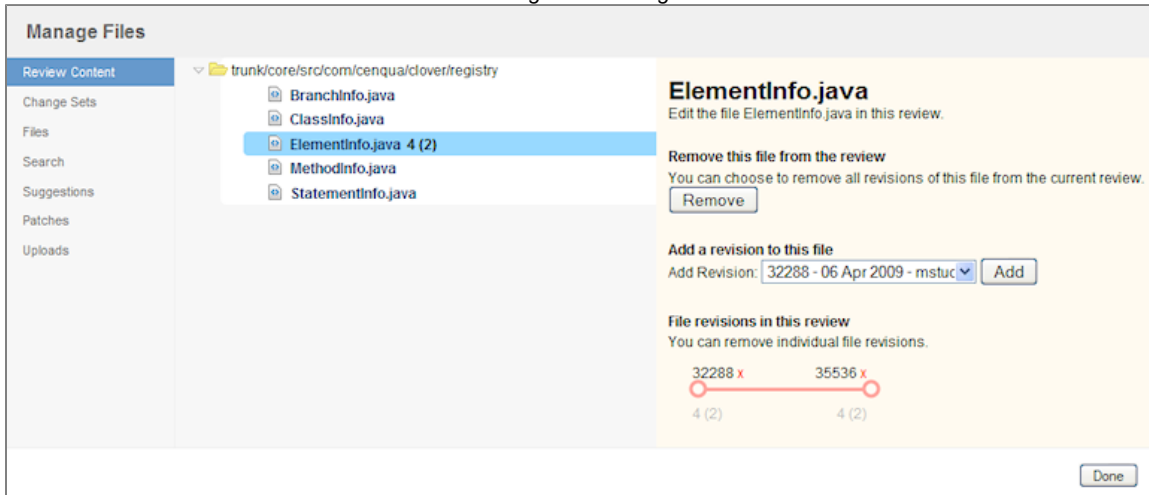 Manage Files
Review Content
Change Sets
Files
Search
Suggestions
Patches
Uploads
trunk/core/src/com/cenqua/clover/registry
BranchInfo.java
ClassInfo.java
ElementInfo.java 4 (2)
MethodInfo.java
StatementInfo.java
ElementInfo.java
Edit the file ElementInfo.java in this review.
Remove this file from the review
You can choose to remove all revisions of this file from the current review.
Remove
Add a revision to this file
Add Revision: 32288 - 06 Apr 2009 - mstuc Add
File revisions in this review
You can remove individual file revisions.
32288 x 35536 x
4 (2) 4 (2)
Done